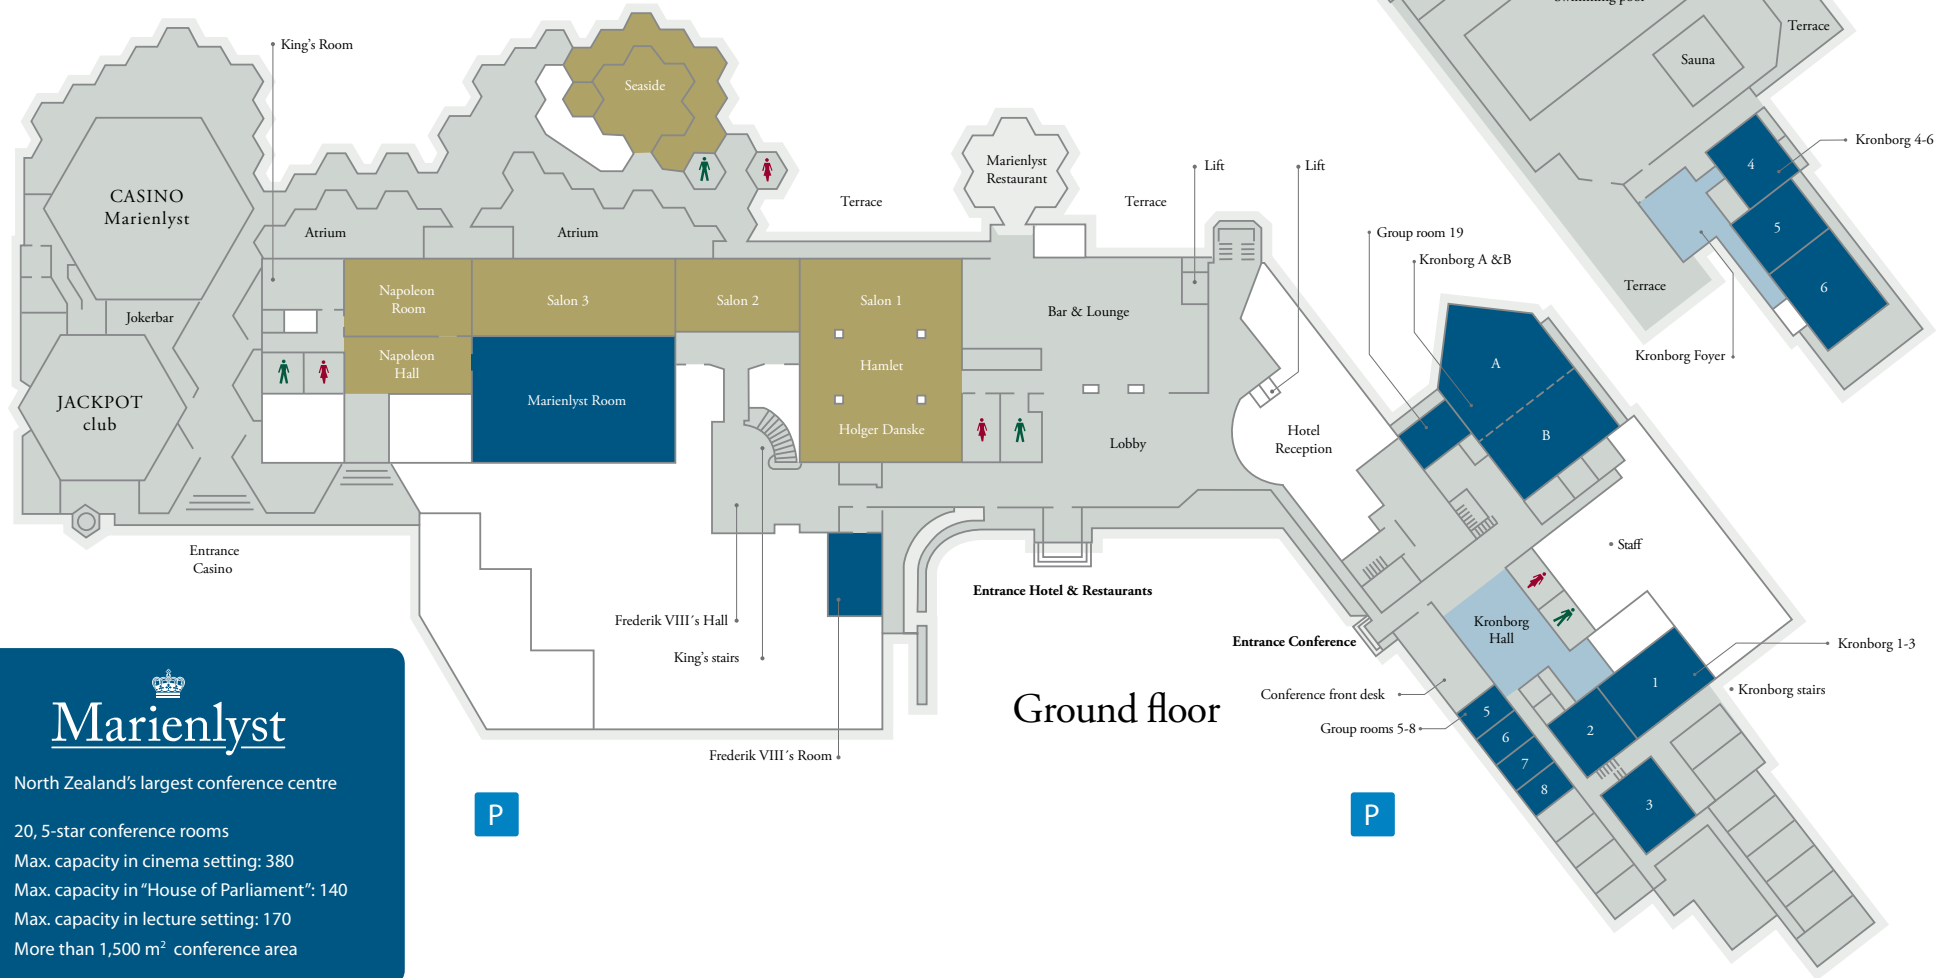 Swimming pool
Terrace
Sauna
King's Room
Seaside
Kronborg 4-6
4
5
6
CASINO
Marienlyst
Marienlyst
Restaurant
Lift
Lift
Terrace
Terrace
Atrium
Atrium
Group room 19
Kronborg A &B
Terrace
Kronborg Foyer
Napoleon
Room
Salon 3
Salon 2
Salon 1
Bar & Lounge
Jokerbar
Napoleon
Hall
Hamlet
A
B
JACKPOT
club
Marienlyst Room
Holger Danske
Lobby
Hotel
Reception
Staff
Entrance
Casino
Entrance Hotel & Restaurants
Frederik VIII´s Hall
King's stairs
Kronborg
Hall
Entrance Conference
Kronborg 1-3
1
2
3
Kronborg stairs
Conference front desk
Group rooms 5-8
5
6
7
8
Ground floor
Frederik VIII´s Room
P
P
Marienlyst
North Zealand's largest conference centre
20, 5-star conference rooms
Max. capacity in cinema setting: 380
Max. capacity in “House of Parliament”: 140
Max. capacity in lecture setting: 170
More than 1,500 m² conference area